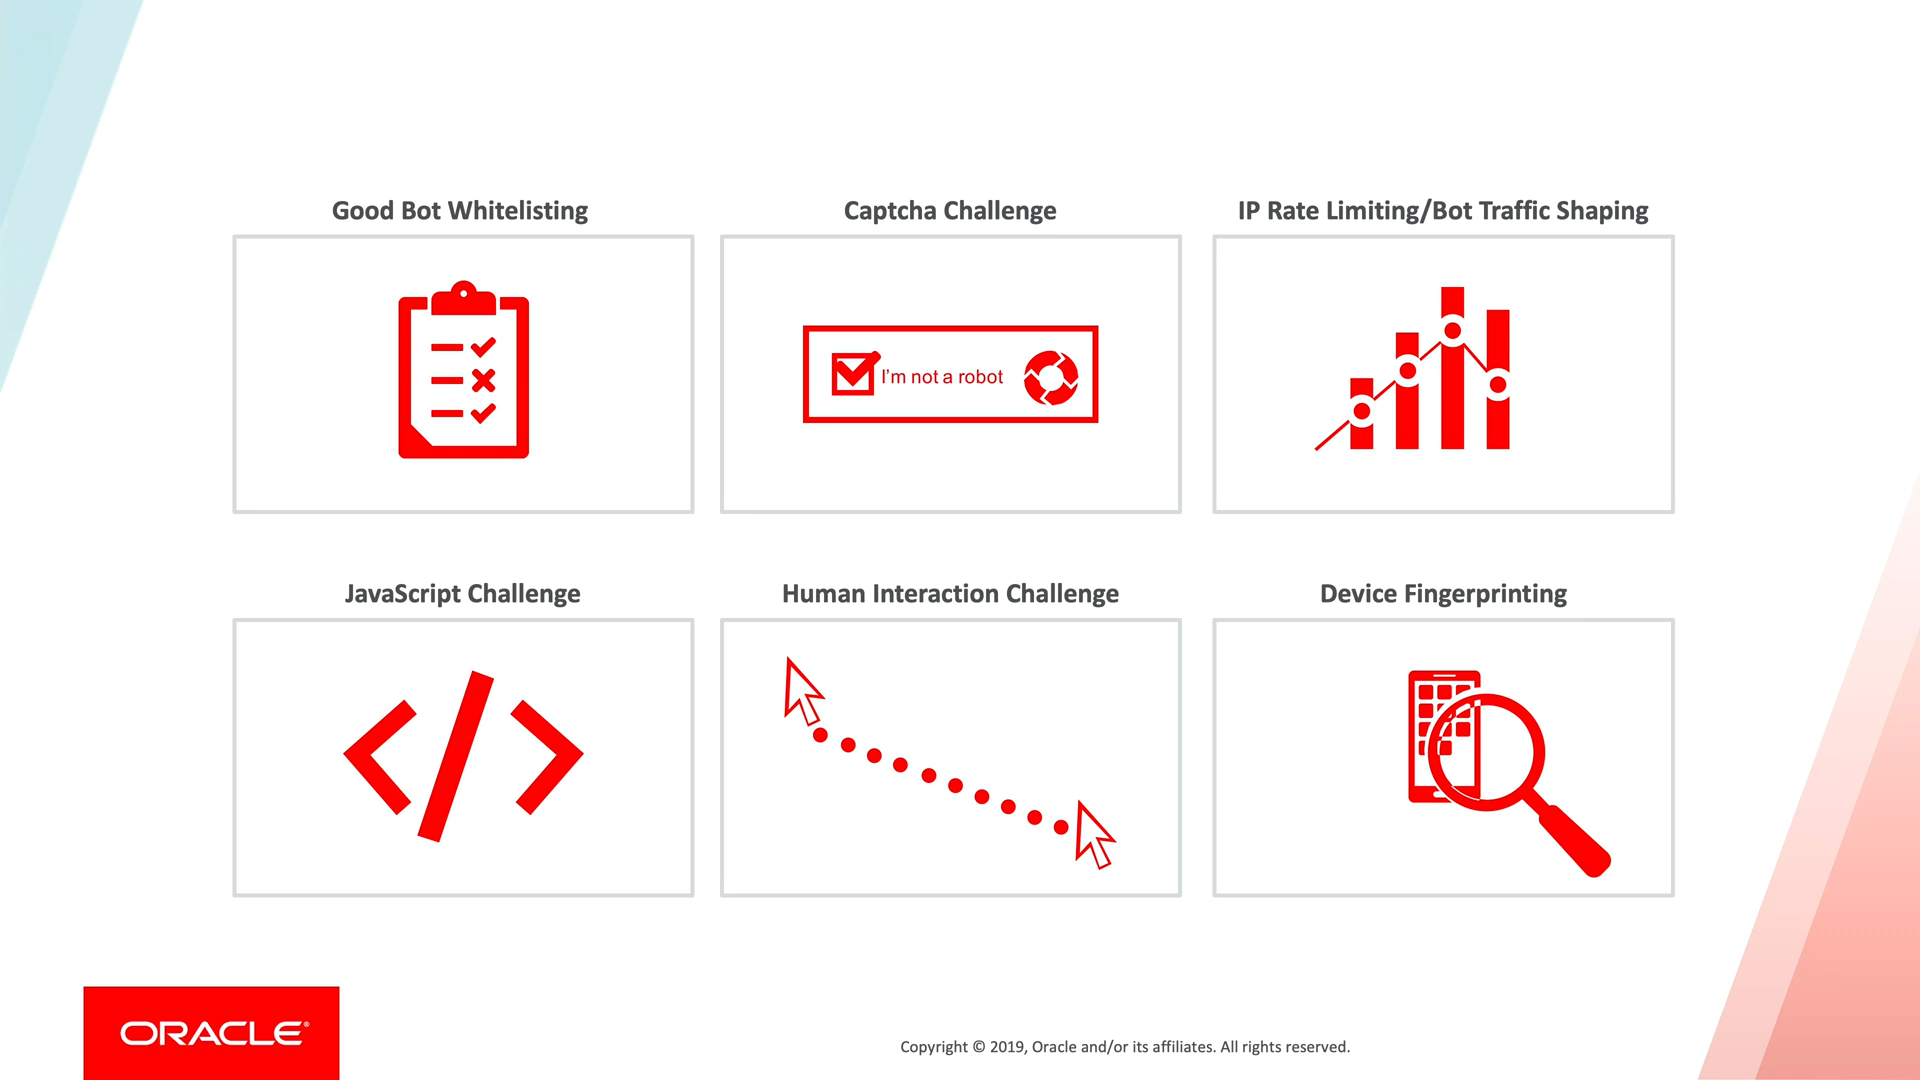 Good Bot Whitelisting
Captcha Challenge
IP Rate Limiting/Bot Traffic Shaping
I'm not a robot
JavaScript Challenge
Human Interaction Challenge
Device Fingerprinting
ORACLE®
Copyright © 2019, Oracle and/or its affiliates. All rights reserved.